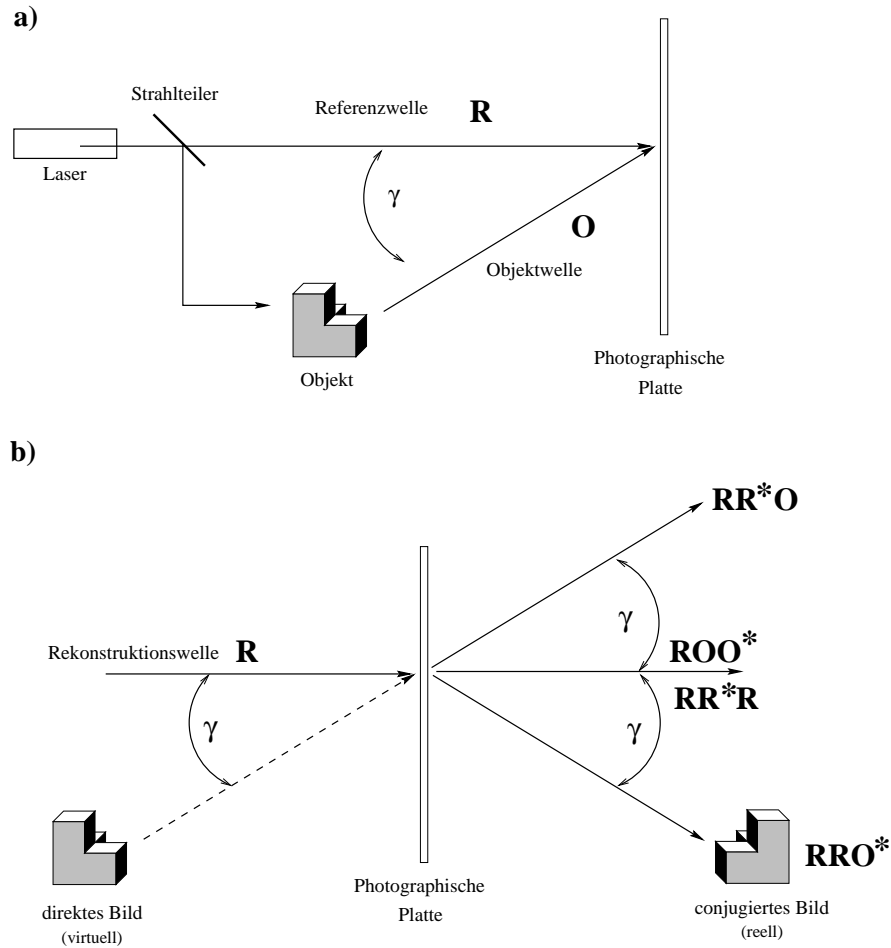 a)
Strahlteiler
Referenzwelle R
Laser
γ
O
Objektwelle
Objekt
Photographische
Platte
b)
RR*O
γ
Rekonstruktionswelle R
ROO*
RR*R
γ
γ
RRO*
Photographische
Platte
direktes Bild
(virtuell)
conjugiertes Bild
(reell)